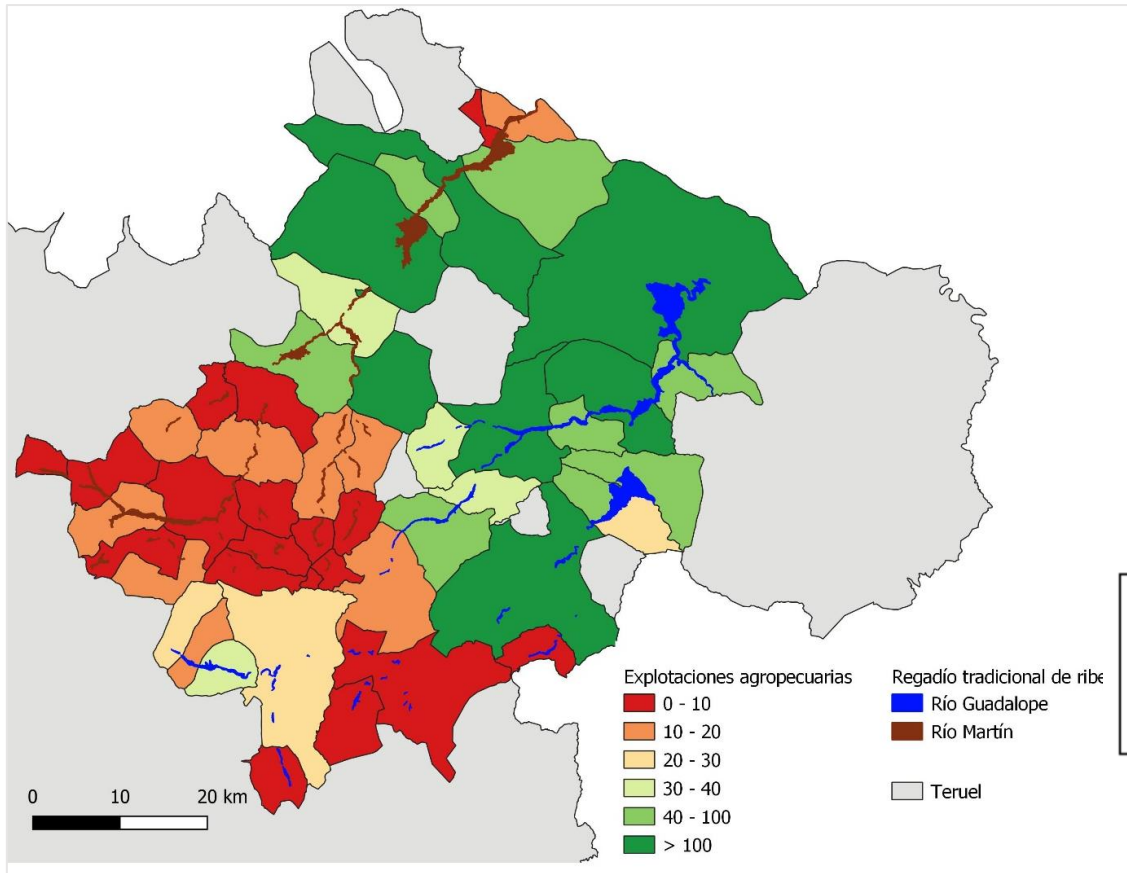 Explotaciones agropecuarias
0 - 10
10 - 20
20 - 30
30 - 40
40 - 100
> 100
Regadío tradicional de ribe
Río Guadalope
Río Martín
Teruel
0 10 20 km